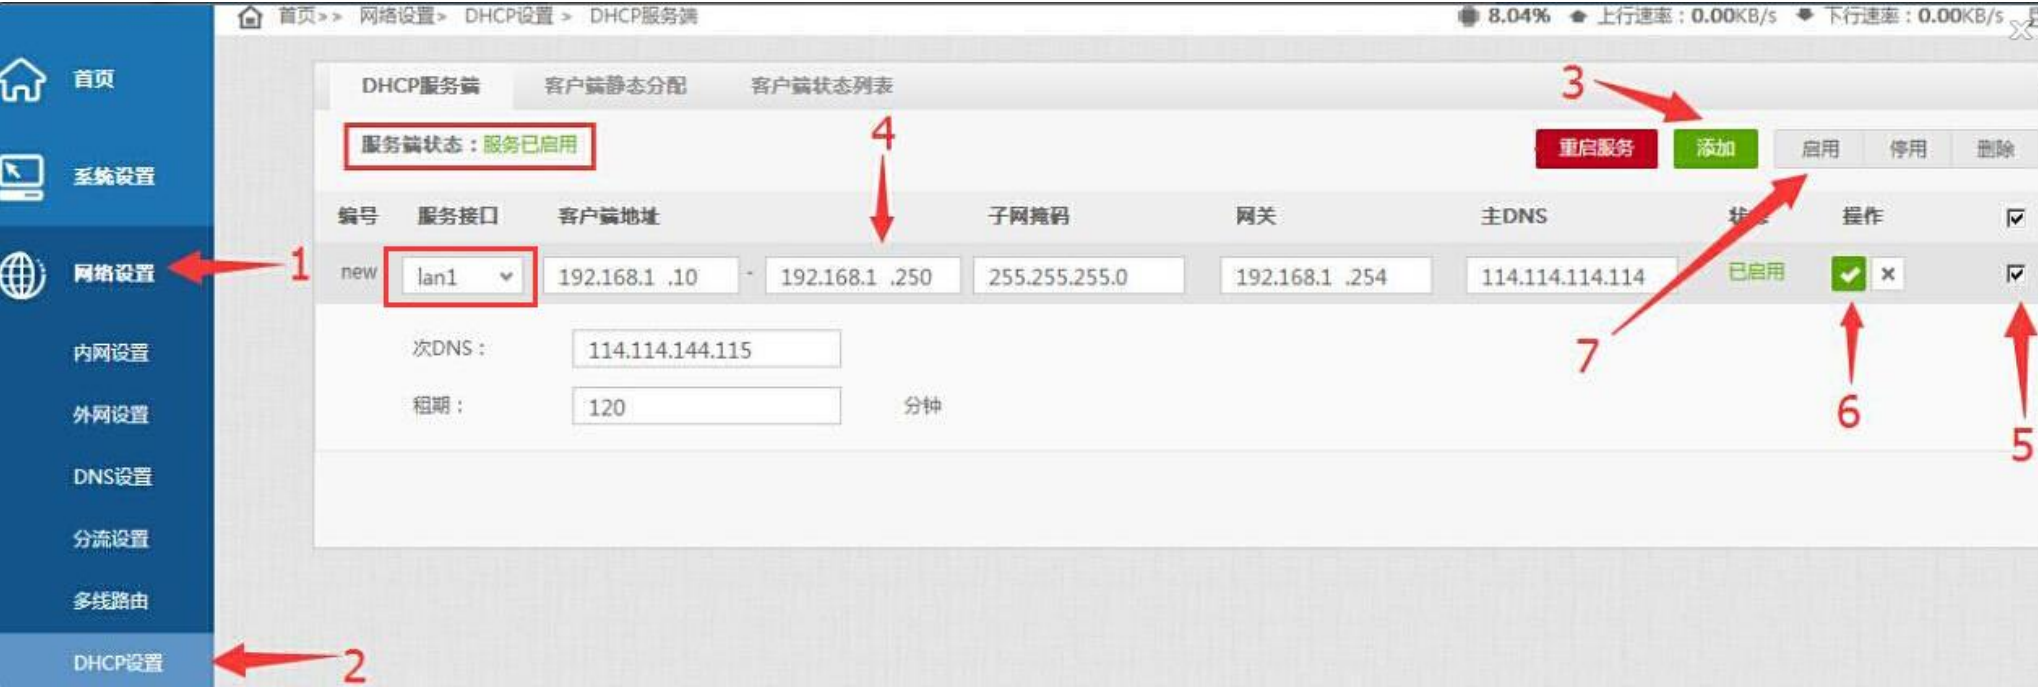 首页>> 网络设置> DHCP设置 > DHCP服务端
8.04% 上行速率：0.00KB/s 下行速率：0.00KB/s
首页
系统设置
网络设置
内网设置
外网设置
DNS设置
分流设置
多线路由
DHCP设置
1
2
DHCP服务端 客户端静态分配 客户端状态列表
3
服务端状态：服务已启用
4
重启服务 添加 启用 停用 删除
编号 服务接口 客户端地址 子网掩码 网关 主DNS 操作
new lan1 192.168.1 .10 - 192.168.1 .250 255.255.255.0 192.168.1 .254 114.114.114.114 已启用
次DNS： 114.114.144.115
7
租期： 120 分钟
6
5